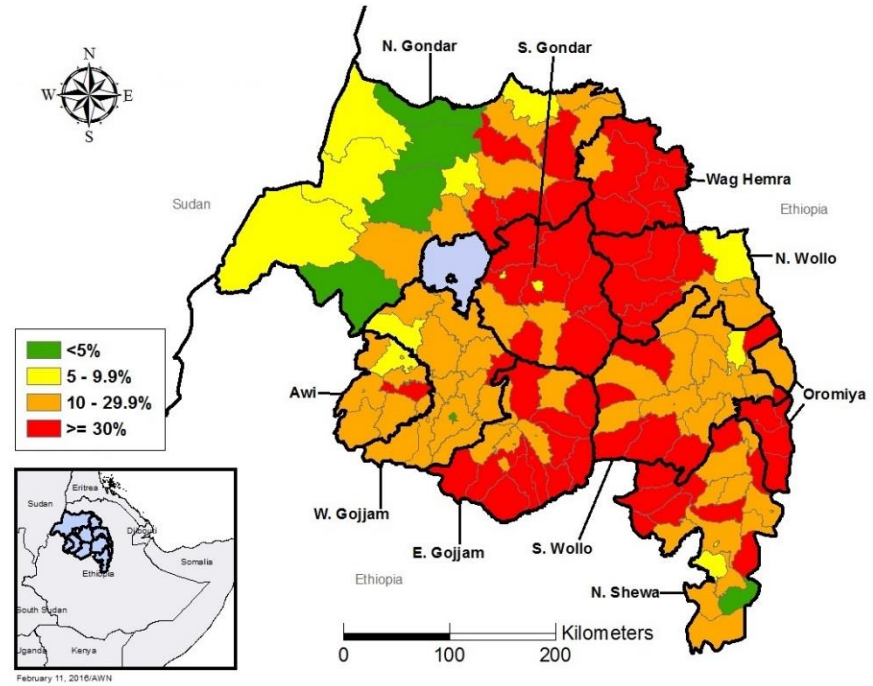 N. Gondar
S. Gondar
N
W
E
S
Wag Hemra
Sudan
Ethiopia
N. Wollo
<5%
5 - 9.9%
10 - 29.9%
>= 30%
Awi
Oromiya
W. Gojjam
E. Gojjam
S. Wollo
Ethiopia
N. Shewa
Kilometers
0
100
200
Sudan
Eritrea
Djibouti
Somalia
Ethiopia
South Sudan
Uganda
Kenya
February 11, 2016/AWN